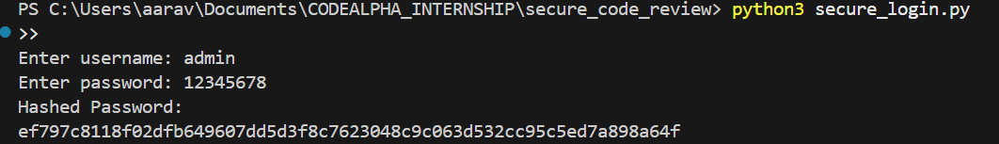 PS C:\Users\aarav\Documents\CODEALPHA_INTERNSHIP\secure_code_review> python3 secure_login.py
>>
Enter username: admin
Enter password: 12345678
Hashed Password:
ef797c8118f02dfb649607dd5d3f8c7623048c9c063d532cc95c5ed7a898a64f